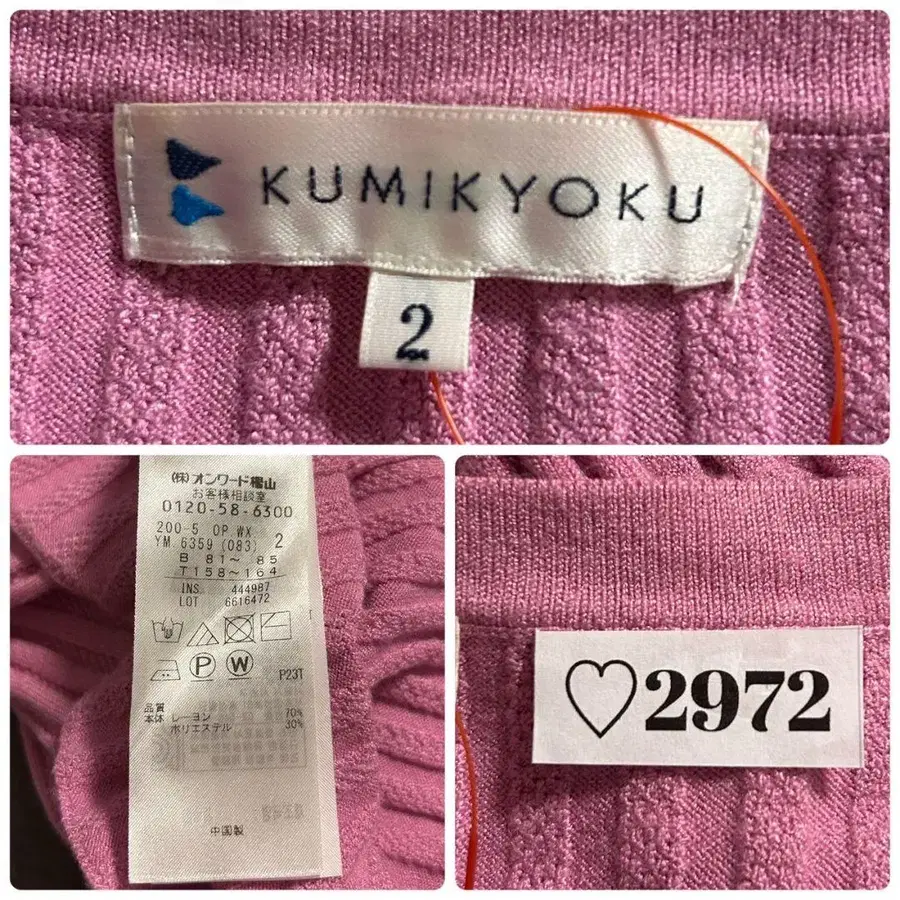 KUMIKYOKU
2
(株)オンワード樫山
お客様相談室
0120-58-6300
200-5 OP WX
YM 6359 (083) 2
B 81~ 85
T158~164
INS 444987
LOT 6616472
P W
P23T
品質
本体 レーヨン 70%
ポリエステル 30%
中国製
♡2972